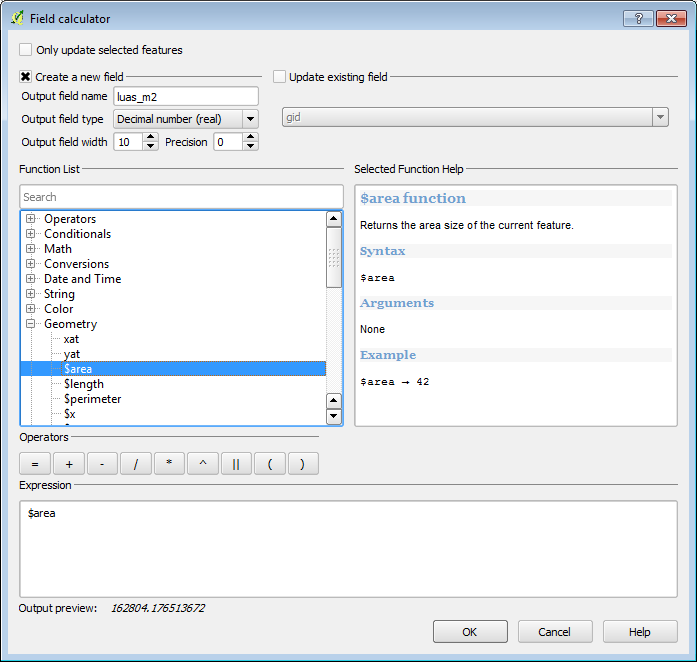 Field calculator
Only update selected features
Create a new field
Update existing field
Output field name luas_m2
Output field type Decimal number (real)
gid
Output field width 10 Precision 0
Function List
Selected Function Help
Search
Operators
Conditionals
Math
Conversions
Date and Time
String
Color
Geometry
xat
yat
$area
$length
$perimeter
$x
$area function
Returns the area size of the current feature.
Syntax
$area
Arguments
None
Example
$area → 42
Operators
= + - / * ^ || ( )
Expression
$area
Output preview: 162804.176513672
OK Cancel Help